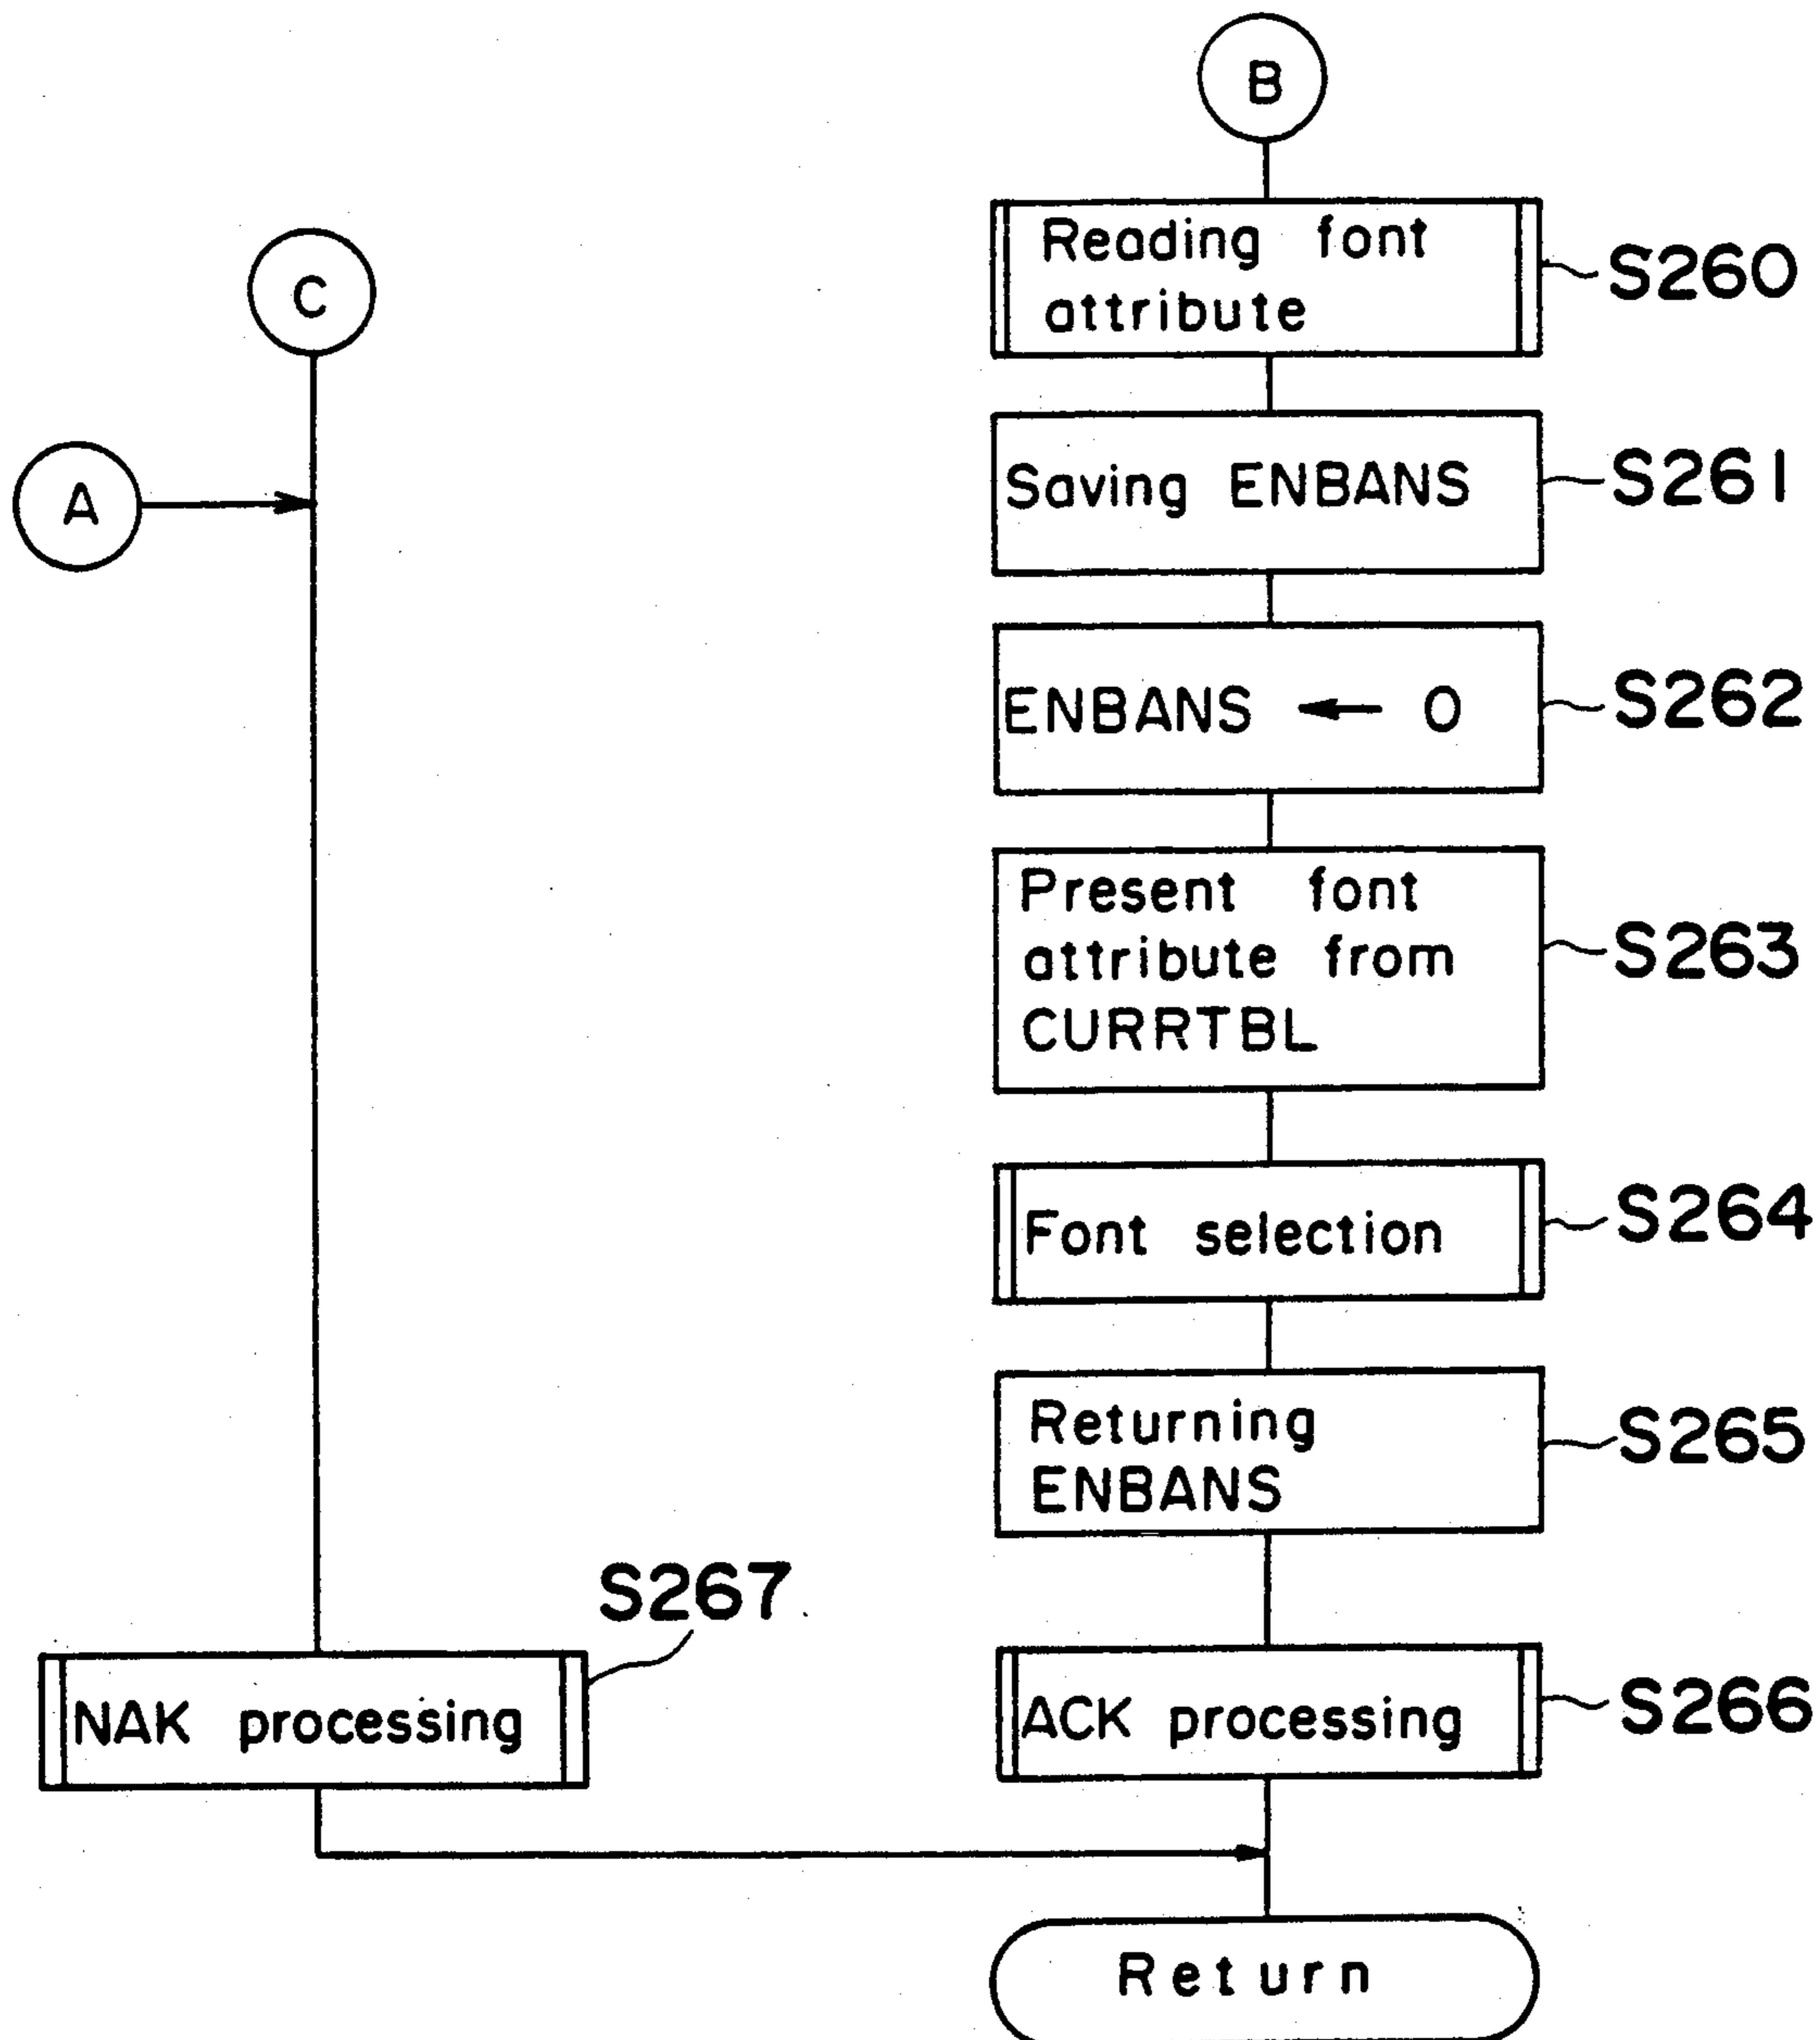 B
Reading font
attribute
S260
C
Saving ENBANS
S261
A
ENBANS ← 0
S262
Present font
attribute from
CURRTBL
S263
Font selection
S264
Returning
ENBANS
S265
S267
NAK processing
ACK processing
S266
Return